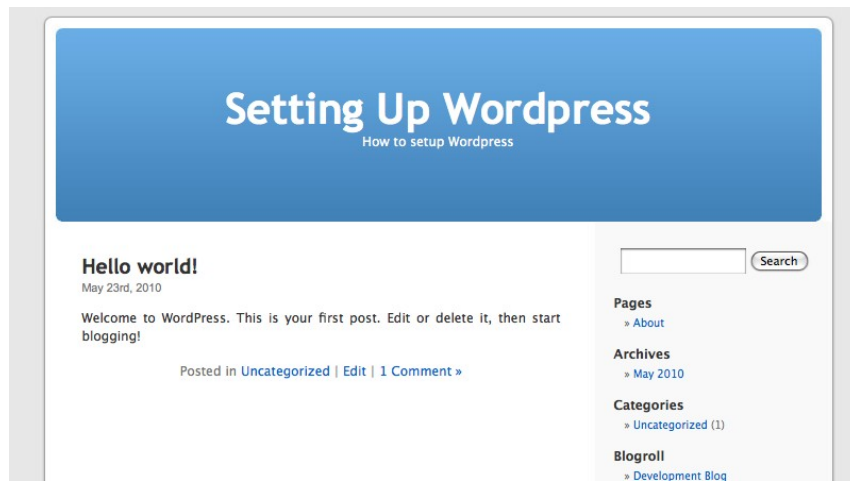 Setting Up Wordpress
How to setup Wordpress
Hello world!
May 23rd, 2010
Welcome to WordPress. This is your first post. Edit or delete it, then start
blogging!
Posted in Uncategorized | Edit | 1 Comment »
Search
Pages
» About
Archives
» May 2010
Categories
» Uncategorized (1)
Blogroll
» Development Blog